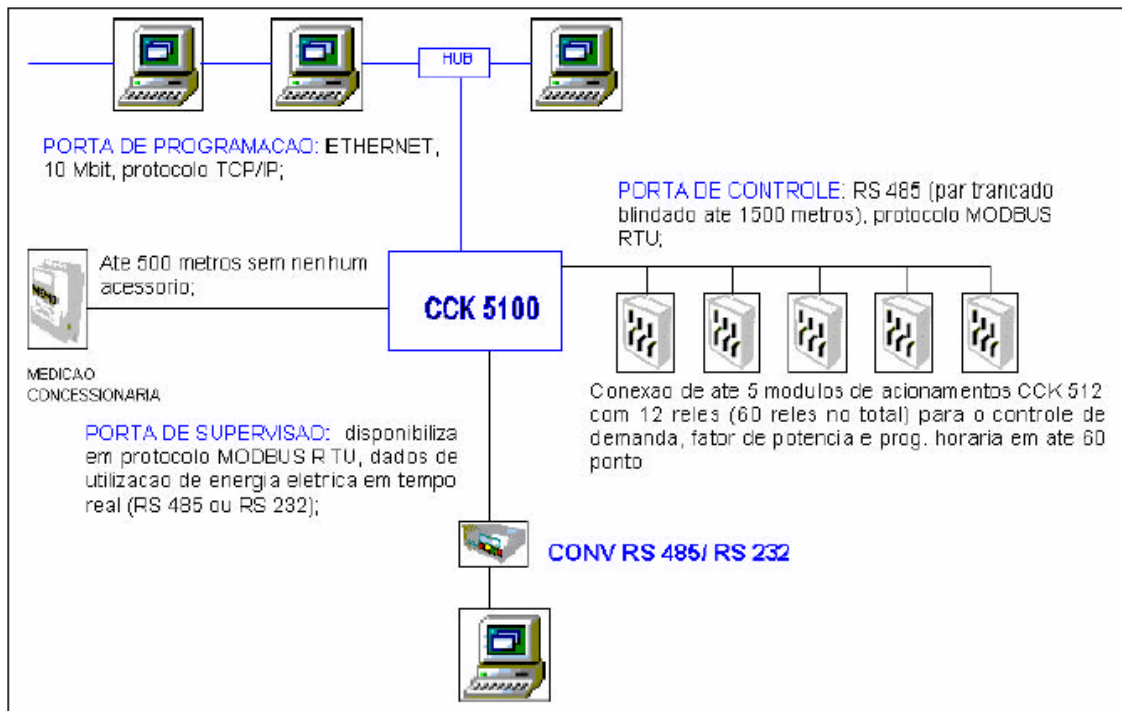 HUB
PORTA DE PROGRAMACAO: ETHERNET,
10 Mbit, protocolo TCP/IP;
PORTA DE CONTROLE: RS 485 (par trancado
blindado ate 1500 metros), protocolo MODBUS
RTU;
Ate 500 metros sem nenhum
acessorio;
CCK 5100
MEDICAO
CONCESSIONARIA
Conexao de ate 5 modulos de acionamentos CCK 512
com 12 reles (60 reles no total) para o controle de
demanda, fator de potencia e prog. horaria em ate 60
ponto
PORTA DE SUPERVISAO: disponibiliza
em protocolo MODBUS RTU, dados de
utilizacao de energia eletrica em tempo
real (RS 485 ou RS 232);
CONV RS 485/ RS 232